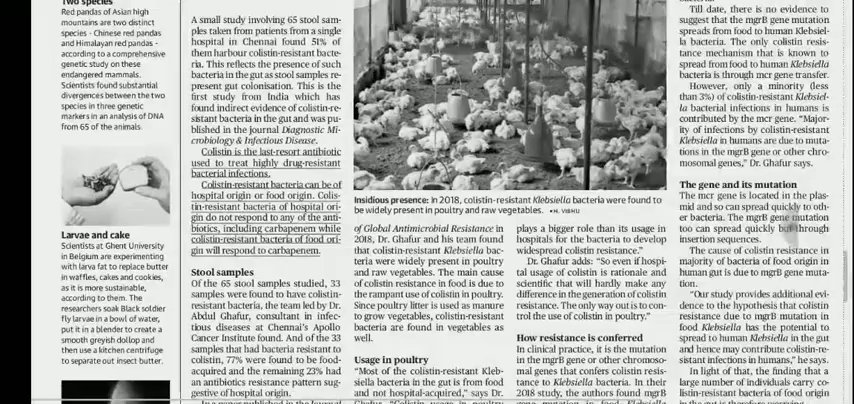 Two species
Red pandas of Asian high
mountains are two distinct
species - Chinese red pandas
and Himalayan red pandas -
according to a comprehensive
genetic study on these
endangered mammals.
Scientists found substantial
divergences between the two
species in three genetic
markers in an analysis of DNA
from 65 of the animals.
Larvae and cake
Scientists at Ghent University
in Belgium are experimenting
with larva fat to replace butter
in waffles, cakes and cookies,
as it is more sustainable,
according to them. The
researchers soak Black soldier
fly larvae in a bowl of water,
put it in a blender to create a
smooth greyish dollop and
then use a kitchen centrifuge
to separate out insect butter.
A small study involving 65 stool sam-
ples taken from patients from a single
hospital in Chennai found 51% of
them harbour colistin-resistant bacte-
ria. This reflects the presence of such
bacteria in the gut as stool samples re-
present gut colonisation. This is the
first study from India which has
found indirect evidence of colistin-re-
sistant bacteria in the gut and was pu-
blished in the journal Diagnostic Mi-
crobiology & Infectious Disease.
Colistin is the last-resort antibiotic
used to treat highly drug-resistant
bacterial infections.
Colistin-resistant bacteria can be of
hospital origin or food origin. Colis-
tin-resistant bacteria of hospital ori-
gin do not respond to any of the anti-
biotics, including carbapenem while
colistin-resistant bacteria of food ori-
gin will respond to carbapenem.
Stool samples
Of the 65 stool samples studied, 33
samples were found to have colistin-
resistant bacteria, the team led by Dr.
Abdul Ghafur, consultant in infec-
tious diseases at Chennai's Apollo
Cancer Institute found. And of the 33
samples that had bacteria resistant to
colistin, 77% were found to be food-
acquired and the remaining 23% had
an antibiotics resistance pattern sug-
gestive of hospital origin.
In a paper published in the Journal
Insidious presence: In 2018, colistin-resistant Klebsiella bacteria were found to
be widely present in poultry and raw vegetables. •M. VIBHU
of Global Antimicrobial Resistance in
2018, Dr. Ghafur and his team found
that colistin-resistant Klebsiella bac-
teria were widely present in poultry
and raw vegetables. The main cause
of colistin resistance in food is due to
the rampant use of colistin in poultry.
Since poultry litter is used as manure
to grow vegetables, colistin-resistant
bacteria are found in vegetables as
well.
Usage in poultry
"Most of the colistin-resistant Kleb-
siella bacteria in the gut is from food
and not hospital-acquired," says Dr.
Ghafur. "Colistin usage in poultry
plays a bigger role than its usage in
hospitals for the bacteria to develop
widespread colistin resistance."
Dr. Ghafur adds: "So even if hospi-
tal usage of colistin is rationale and
scientific that will hardly make any
difference in the generation of colistin
resistance. The only way out is to con-
trol the use of colistin in poultry."
How resistance is conferred
In clinical practice, it is the mutation
in the mgrB gene or other chromoso-
mal genes that confers colistin resis-
tance to Klebsiella bacteria. In their
2018 study, the authors found mgrB
gene mutation in food Klebsiella
Till date, there is no evidence to
suggest that the mgrB gene mutation
spreads from food to human Klebsiel-
la bacteria. The only colistin resis-
tance mechanism that is known to
spread from food to human Klebsiella
bacteria is through mcr gene transfer.
However, only a minority (less
than 3%) of colistin-resistant Klebsiel-
la bacterial infections in humans is
contributed by the mcr gene. "Major-
ity of infections by colistin-resistant
Klebsiella in humans are due to muta-
tions in the mgrB gene or other chro-
mosomal genes," Dr. Ghafur says.
The gene and its mutation
The mcr gene is located in the plas-
mid and so can spread quickly to oth-
er bacteria. The mgrB gene mutation
too can spread quickly but through
insertion sequences.
The cause of colistin resistance in
majority of bacteria of food origin in
human gut is due to mgrB gene muta-
tion.
"Our study provides additional evi-
dence to the hypothesis that colistin
resistance due to mgrB mutation in
food Klebsiella has the potential to
spread to human Klebsiella in the gut
and hence may contribute colistin-re-
sistant infections in humans," he says.
In light of that, the finding that a
large number of individuals carry co-
listin-resistant bacteria of food origin
in the gut is therefore worrying.